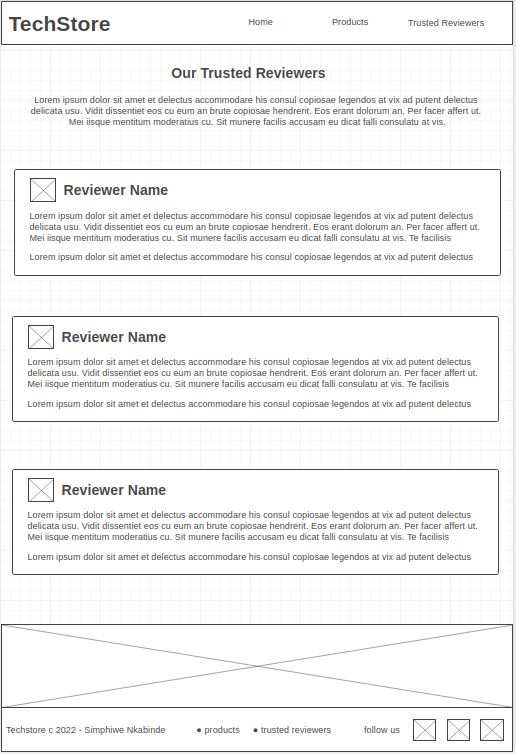 TechStore
Home Products Trusted Reviewers
Our Trusted Reviewers
Lorem ipsum dolor sit amet et delectus accommodare his consul copiosae legendos at vix ad putent delectus
delicata usu. Vidit dissentiet eos cu eum an brute copiosae hendrerit. Eos erant dolorum an. Per facer affert ut.
Mei iisque mentitum moderatius cu. Sit munere facilis accusam eu dicat falli consulatu at vis.
Reviewer Name
Lorem ipsum dolor sit amet et delectus accommodare his consul copiosae legendos at vix ad putent delectus
delicata usu. Vidit dissentiet eos cu eum an brute copiosae hendrerit. Eos erant dolorum an. Per facer affert ut.
Mei iisque mentitum moderatius cu. Sit munere facilis accusam eu dicat falli consulatu at vis. Te facilisis
Lorem ipsum dolor sit amet et delectus accommodare his consul copiosae legendos at vix ad putent delectus
Reviewer Name
Lorem ipsum dolor sit amet et delectus accommodare his consul copiosae legendos at vix ad putent delectus
delicata usu. Vidit dissentiet eos cu eum an brute copiosae hendrerit. Eos erant dolorum an. Per facer affert ut.
Mei iisque mentitum moderatius cu. Sit munere facilis accusam eu dicat falli consulatu at vis. Te facilisis
Lorem ipsum dolor sit amet et delectus accommodare his consul copiosae legendos at vix ad putent delectus
Reviewer Name
Lorem ipsum dolor sit amet et delectus accommodare his consul copiosae legendos at vix ad putent delectus
delicata usu. Vidit dissentiet eos cu eum an brute copiosae hendrerit. Eos erant dolorum an. Per facer affert ut.
Mei iisque mentitum moderatius cu. Sit munere facilis accusam eu dicat falli consulatu at vis. Te facilisis
Lorem ipsum dolor sit amet et delectus accommodare his consul copiosae legendos at vix ad putent delectus
Techstore c 2022 - Simphiwe Nkabinde ● products ● trusted reviewers follow us